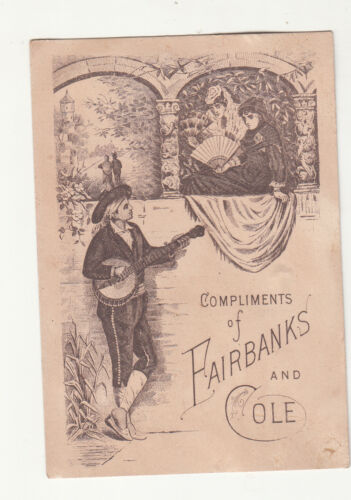 COMPLIMENTS
of
FAIRBANKS
AND
COLE